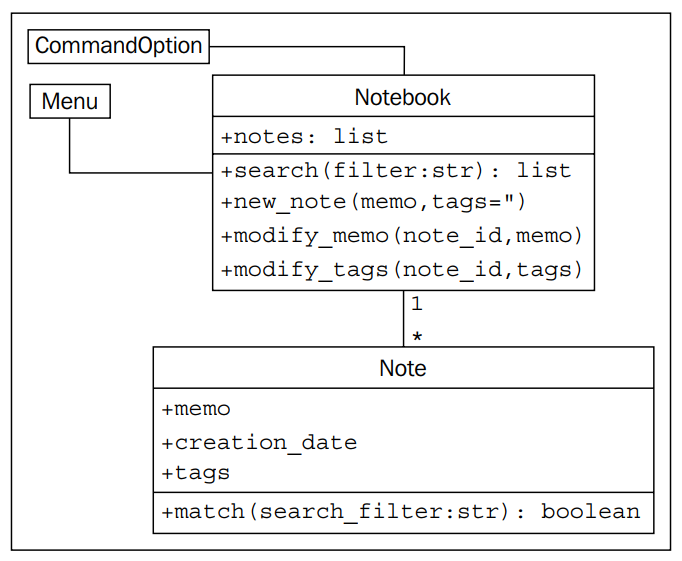 CommandOption
Menu
Notebook
+notes: list
+search(filter:str): list
+new_note(memo,tags=")
+modify_memo(note_id,memo)
+modify_tags(note_id,tags)
1
*
Note
+memo
+creation_date
+tags
+match(search_filter:str): boolean